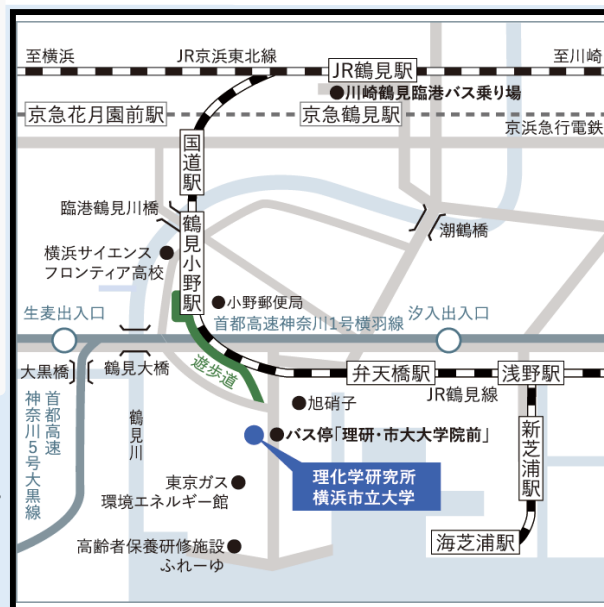 至横浜
JR京浜東北線
JR鶴見駅
至川崎
川崎鶴見臨港バス乗り場
京急花月園前駅
京急鶴見駅
京浜急行電鉄
国道駅
臨港鶴見川橋
鶴見小野駅
潮鶴橋
横浜サイエンス
フロンティア高校
小野郵便局
生麦出入口
首都高速神奈川1号横羽線
汐入出入口
大黒橋
鶴見大橋
遊歩道
弁天橋駅
浅野駅
JR鶴見線
首都高速
神奈川5号大黒線
鶴見川
旭硝子
バス停「理研・市大大学院前」
新芝浦駅
理化学研究所
横浜市立大学
東京ガス
環境エネルギー館
高齢者保養研修施設
ふれーゆ
海芝浦駅